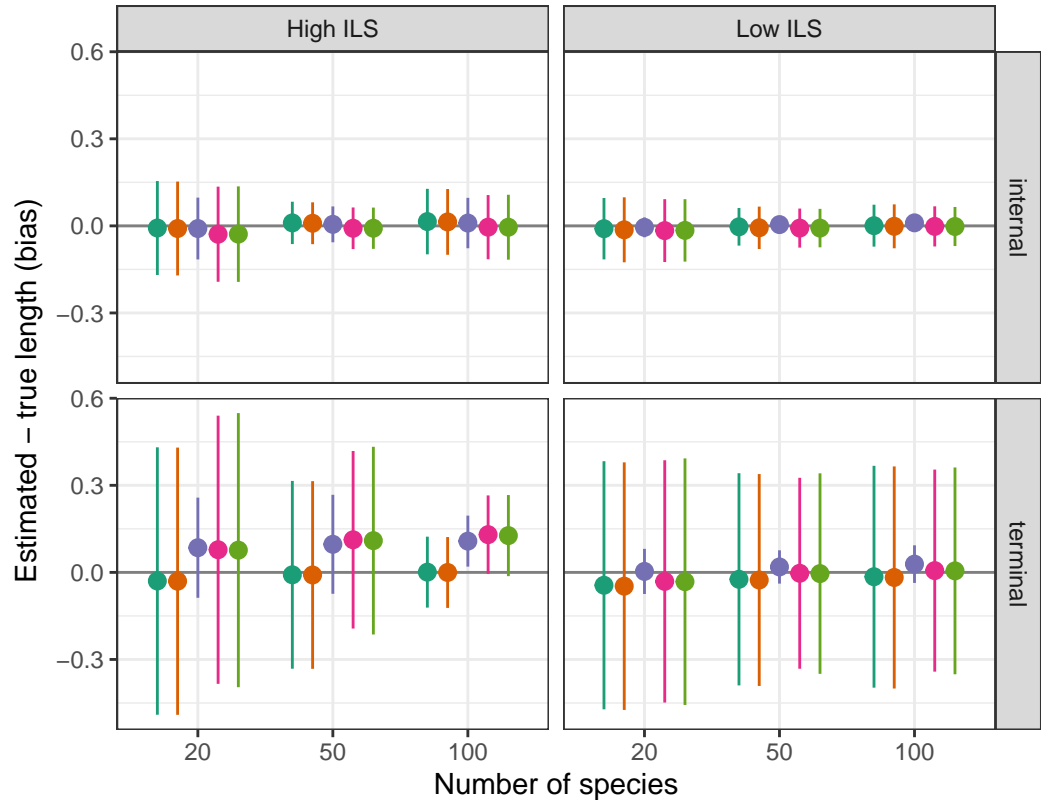 High ILS
Low ILS
Estimated − true length (bias)
0.6
0.3
0.0
−0.3
internal
0.6
0.3
0.0
−0.3
terminal
20
50
100
20
50
100
Number of species